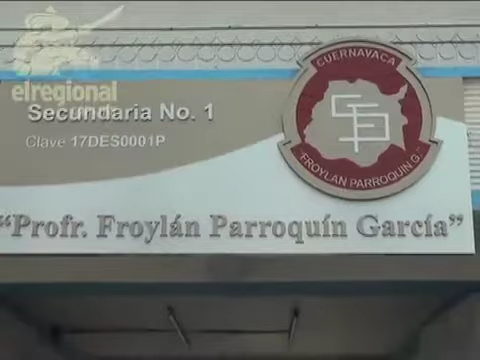 elregional
Secundaria No. 1
Clave 17DES0001P
CUERNAVACA
"FROYLAN PARROQUIN G."
"Profr. Froylán Parroquín García"